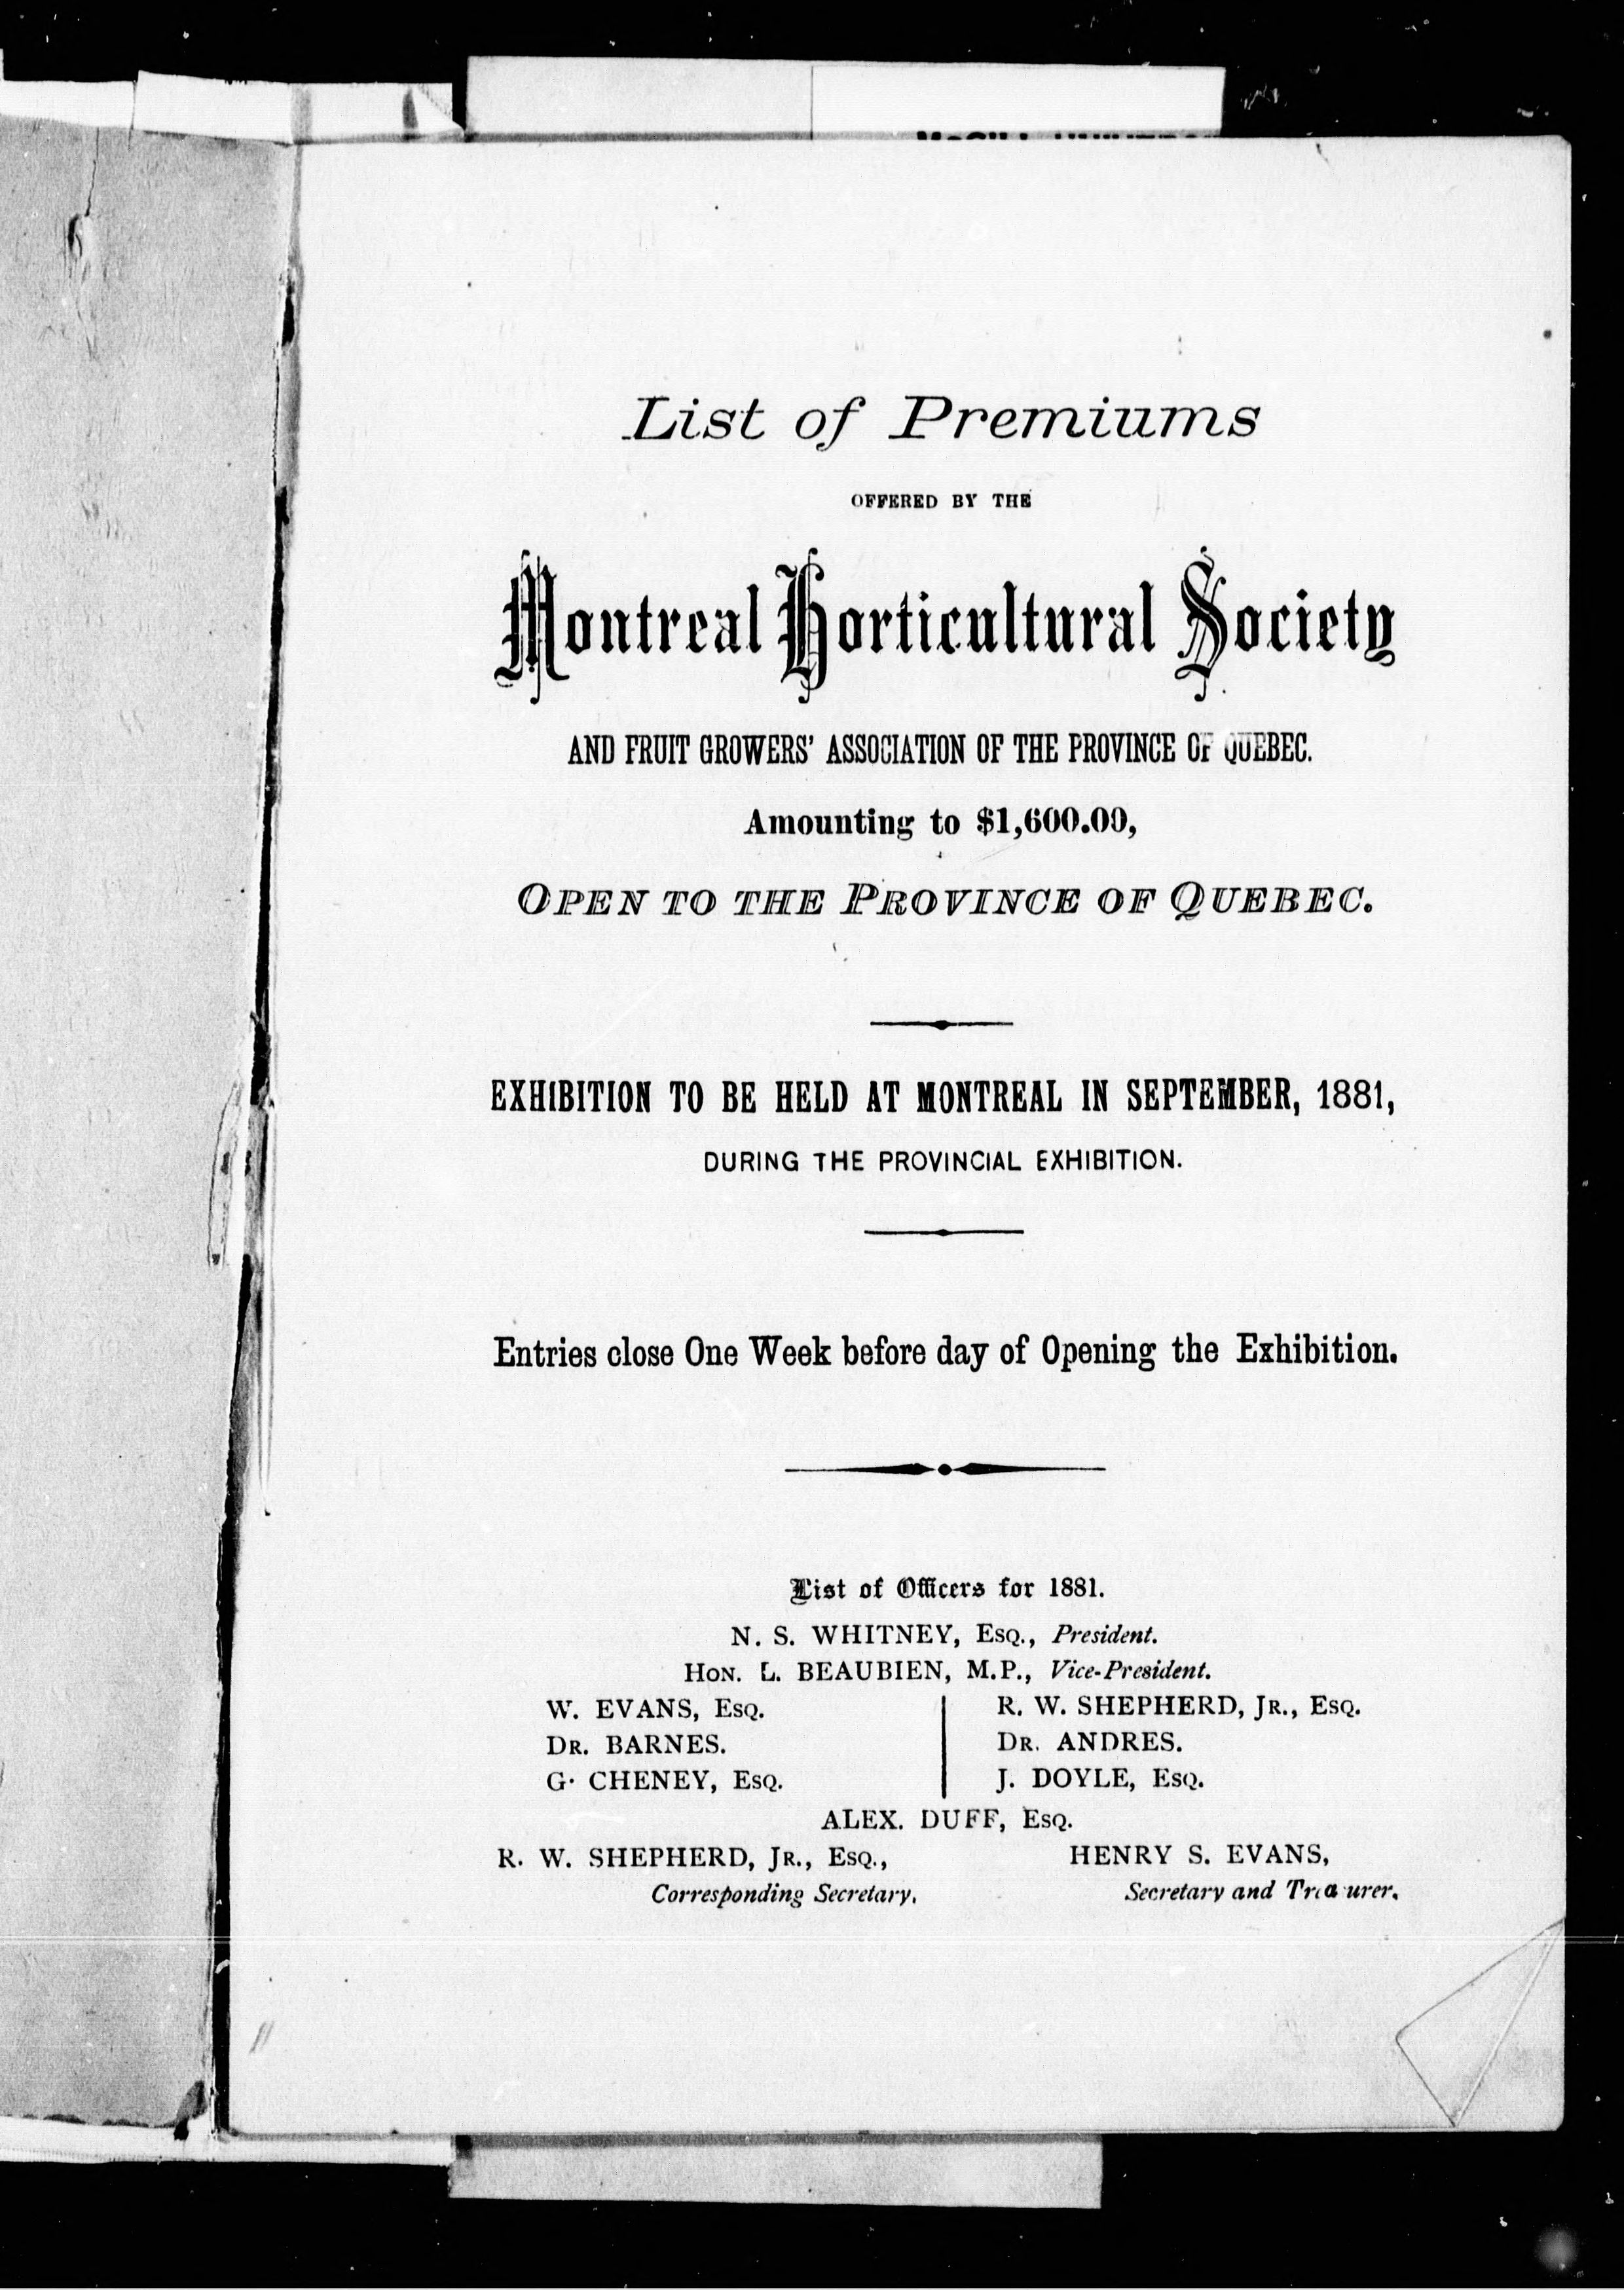 List of Premiums
OFFERED BY THE
Montreal Horticultural Society
AND FRUIT GROWERS' ASSOCIATION OF THE PROVINCE OF QUEBEC.
Amounting to $1,600.00,
OPEN TO THE PROVINCE OF QUEBEC.
EXHIBITION TO BE HELD AT MONTREAL IN SEPTEMBER, 1881,
DURING THE PROVINCIAL EXHIBITION.
Entries close One Week before day of Opening the Exhibition.
List of Officers for 1881.
N. S. WHITNEY, ESQ., President.
HON. L. BEAUBIEN, M.P., Vice-President.
W. EVANS, ESQ.
DR. BARNES.
G. CHENEY, ESQ.
R. W. SHEPHERD, JR., ESQ.
DR. ANDRES.
J. DOYLE, ESQ.
ALEX. DUFF, ESQ.
R. W. SHEPHERD, JR., ESQ.,
Corresponding Secretary.
HENRY S. EVANS,
Secretary and Treasurer.